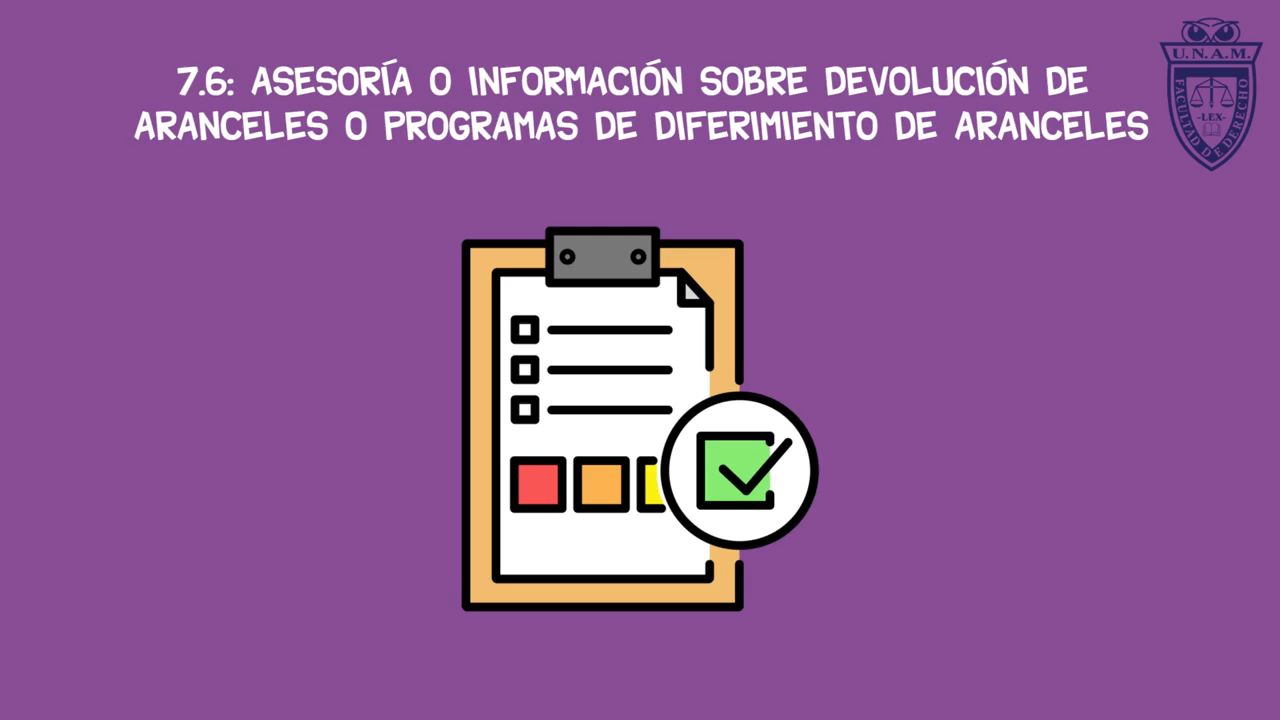 7.6: ASESORÍA O INFORMACIÓN SOBRE DEVOLUCIÓN DE
ARANCELES O PROGRAMAS DE DIFERIMIENTO DE ARANCELES
U.N.A.M.
FACULTAD DE DERECHO
-LEX-